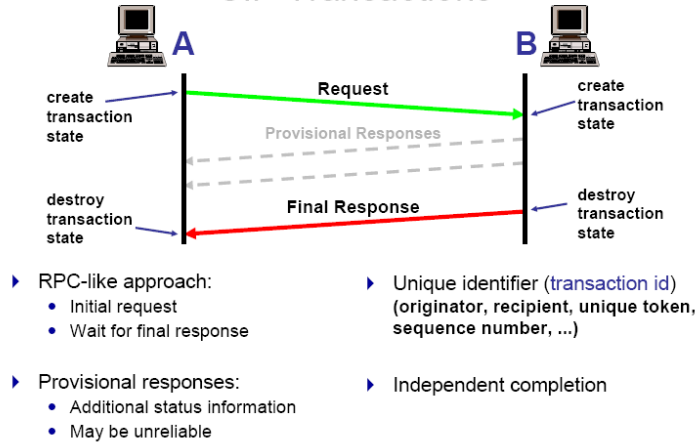 A
B
Request
create
transaction
state
create
transaction
state
Provisional Responses
destroy
transaction
state
Final Response
destroy
transaction
state
RPC-like approach:
Initial request
Wait for final response
Provisional responses:
Additional status information
May be unreliable
Unique identifier (transaction id)
(originator, recipient, unique token,
sequence number, ...)
Independent completion